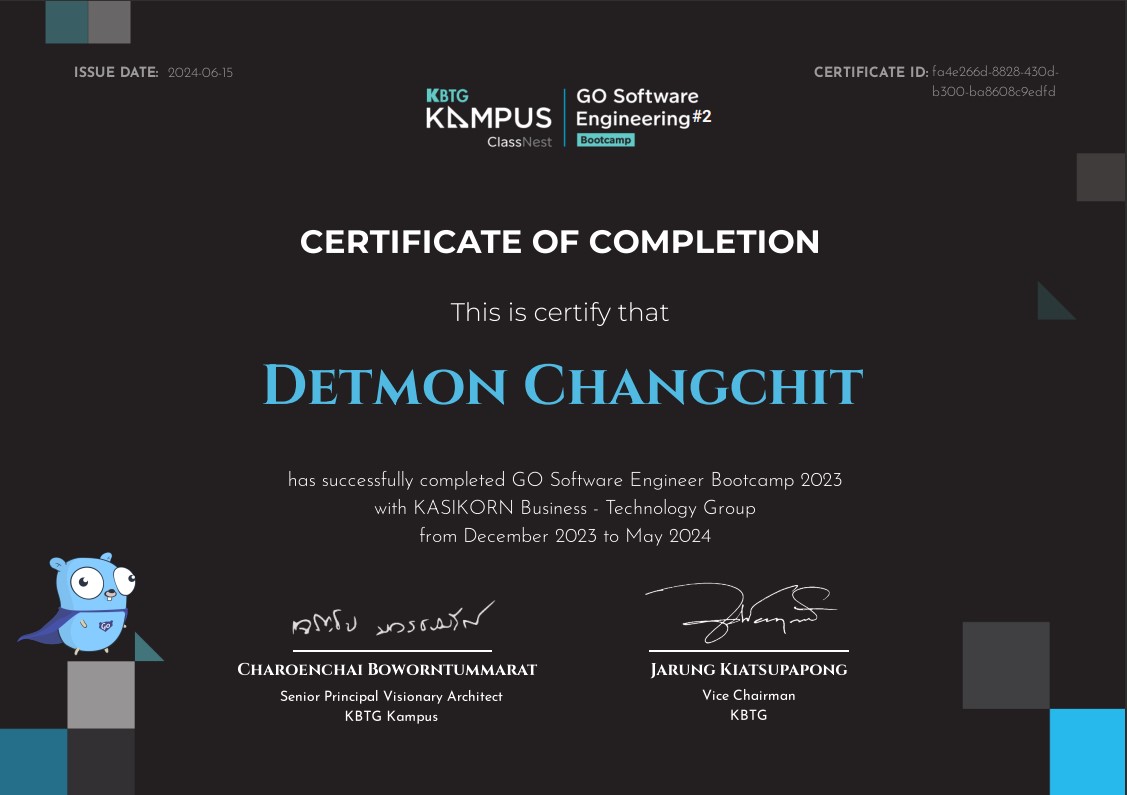 ISSUE DATE: 2024-06-15
CERTIFICATE ID: fa4e266d-8828-430d-
b300-ba8608c9edfd
KBTG
KAMPUS
ClassNest
GO Software
Engineering#2
Bootcamp
CERTIFICATE OF COMPLETION
This is certify that
DETMON CHANGCHIT
has successfully completed GO Software Engineer Bootcamp 2023
with KASIKORN Business - Technology Group
from December 2023 to May 2024
GO
CHAROENCHAI BOWORNTUMMARAT
Senior Principal Visionary Architect
KBTG Kampus
JARUNG KIATSUPAPONG
Vice Chairman
KBTG